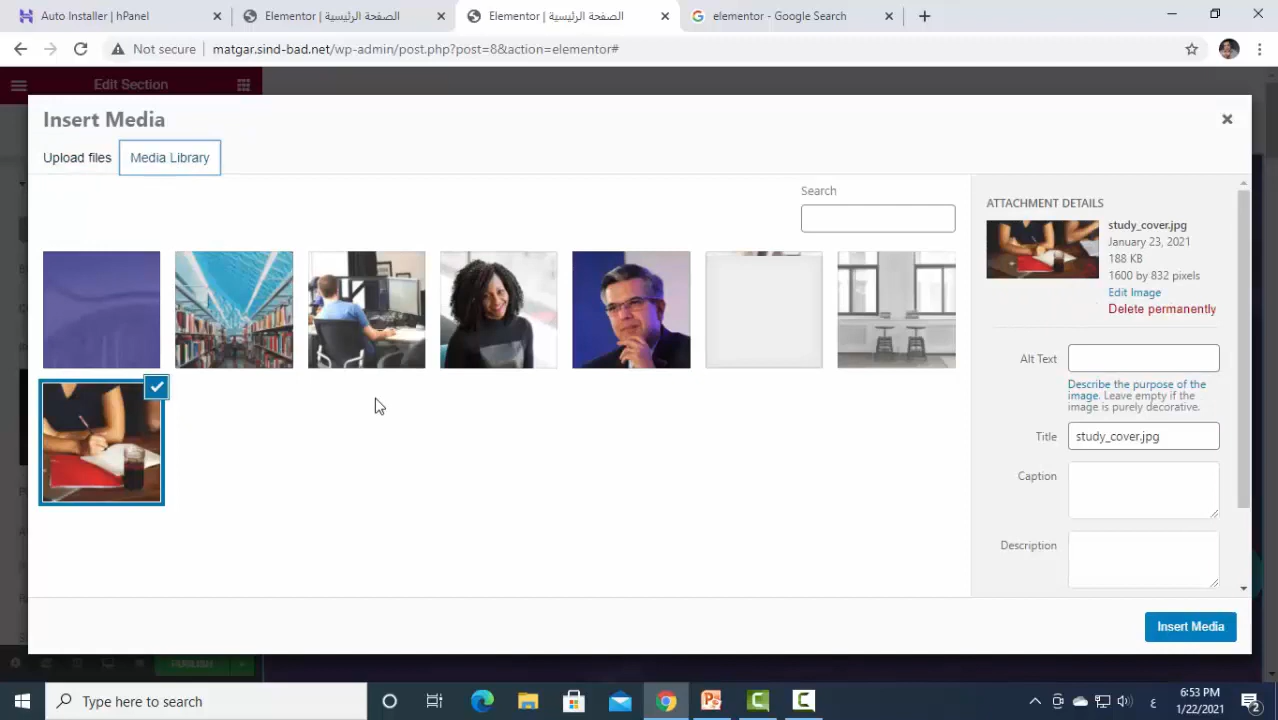 Auto Installer | hPanel
Elementor | الصفحة الرئيسية
Elementor | الصفحة الرئيسية
elementor - Google Search
Not secure
matgar.sind-bad.net/wp-admin/post.php?post=8&action=elementor#
Edit Section
Insert Media
Upload files
Media Library
Search
ATTACHMENT DETAILS
study_cover.jpg
January 23, 2021
188 KB
1600 by 832 pixels
Edit Image
Delete permanently
Alt Text
Describe the purpose of the
image. Leave empty if the
image is purely decorative.
Title
study_cover.jpg
Caption
Description
Insert Media
PUBLISH
Type here to search
ع
6:53 PM
1/22/2021
2